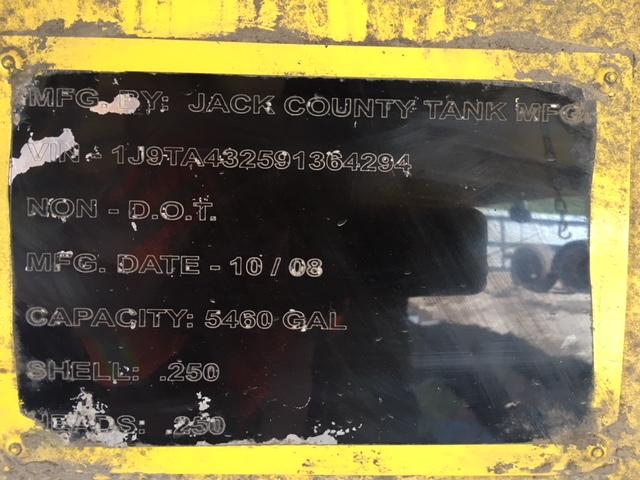 MFG. BY: JACK COUNTY TANK MFG
VIN - 1J9TA432591364294
NON - D.O.T.
MFG. DATE - 10 / 08
CAPACITY: 5460 GAL
SHELL: .250
HEADS: .250